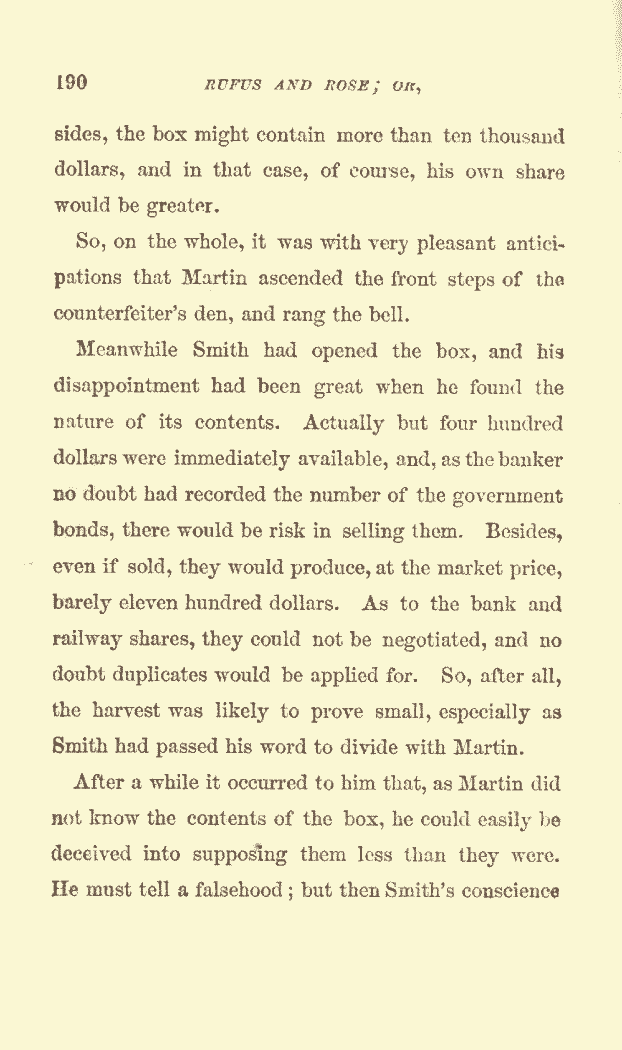 190 RUFUS AND ROSE; OR,
sides, the box might contain more than ten thousand
dollars, and in that case, of course, his own share
would be greater.
So, on the whole, it was with very pleasant antici-
pations that Martin ascended the front steps of the
counterfeiter's den, and rang the bell.
Meanwhile Smith had opened the box, and his
disappointment had been great when he found the
nature of its contents. Actually but four hundred
dollars were immediately available, and, as the banker
no doubt had recorded the number of the government
bonds, there would be risk in selling them. Besides,
even if sold, they would produce, at the market price,
barely eleven hundred dollars. As to the bank and
railway shares, they could not be negotiated, and no
doubt duplicates would be applied for. So, after all,
the harvest was likely to prove small, especially as
Smith had passed his word to divide with Martin.
After a while it occurred to him that, as Martin did
not know the contents of the box, he could easily be
deceived into supposing them less than they were.
He must tell a falsehood; but then Smith's conscience